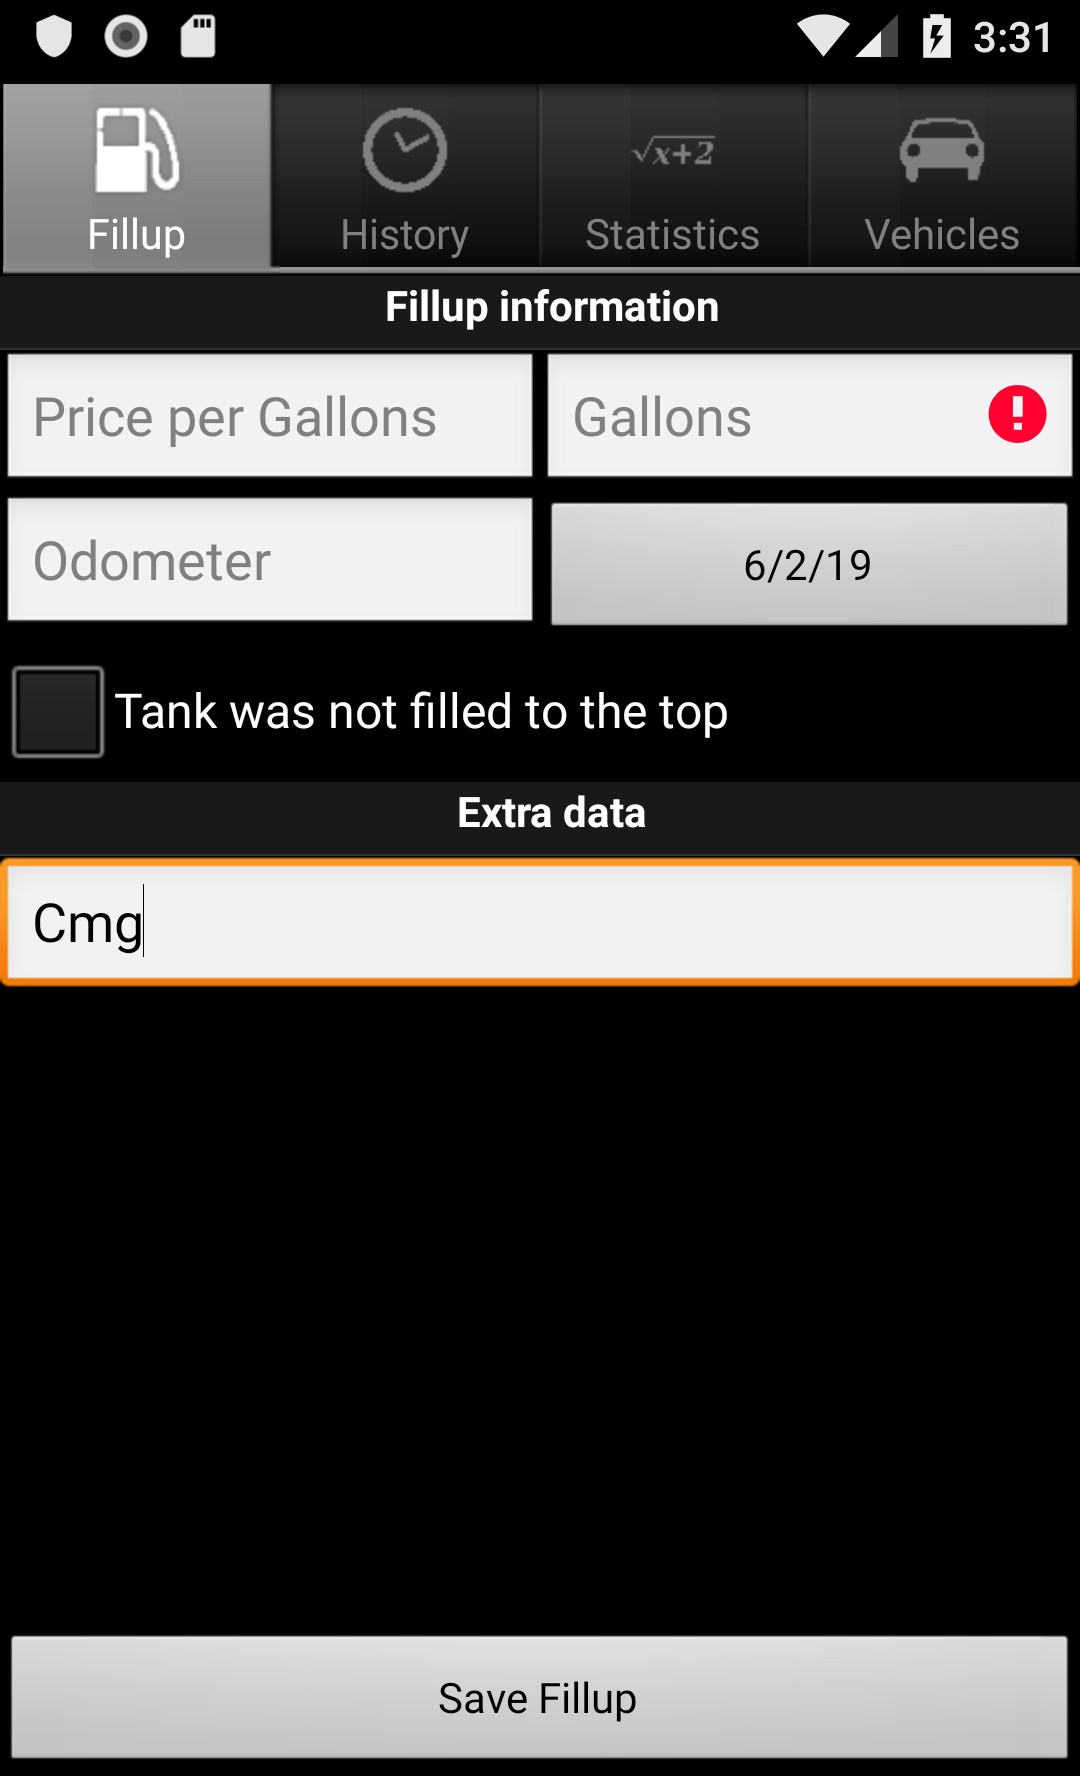 3:31
Fillup
History
√x+2
Statistics
Vehicles
Fillup information
Price per Gallons
Gallons
Odometer
6/2/19
Tank was not filled to the top
Extra data
Cmg
Save Fillup